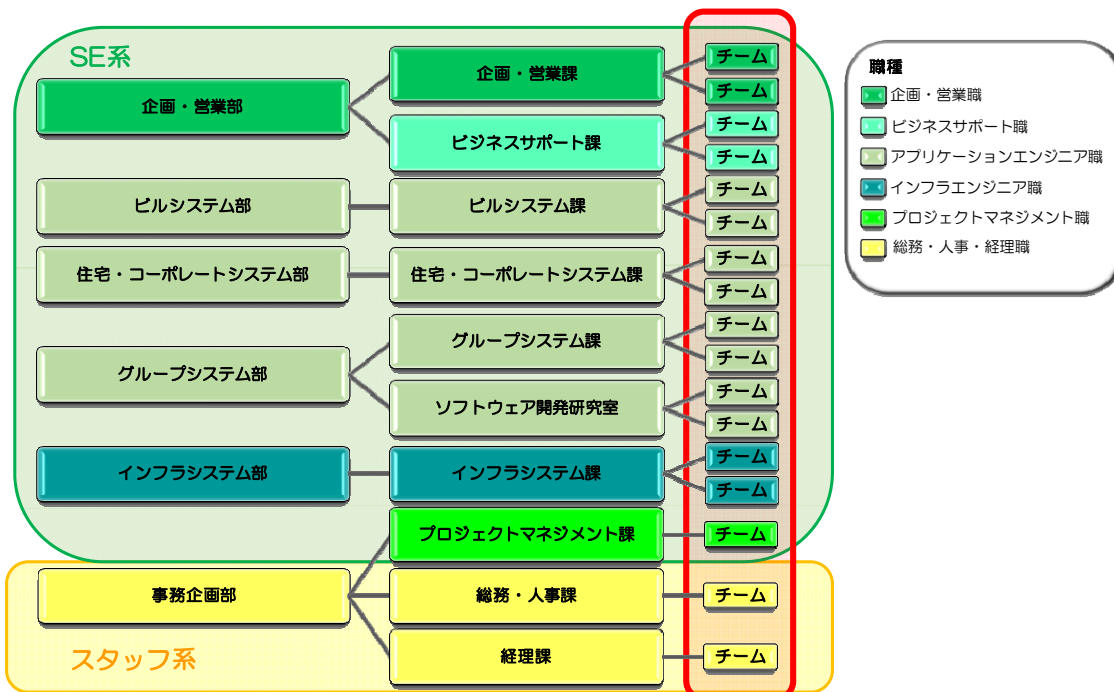 SE系
企画・営業部
企画・営業課
チーム
チーム
ビジネスサポート課
チーム
チーム
ビルシステム部
ビルシステム課
チーム
チーム
住宅・コーポレートシステム部
住宅・コーポレートシステム課
チーム
チーム
グループシステム部
グループシステム課
チーム
チーム
ソフトウェア開発研究室
チーム
チーム
インフラシステム部
インフラシステム課
チーム
チーム
プロジェクトマネジメント課
チーム
事務企画部
総務・人事課
チーム
経理課
チーム
スタッフ系
職種
企画・営業職
ビジネスサポート職
アプリケーションエンジニア職
インフラエンジニア職
プロジェクトマネジメント職
総務・人事・経理職